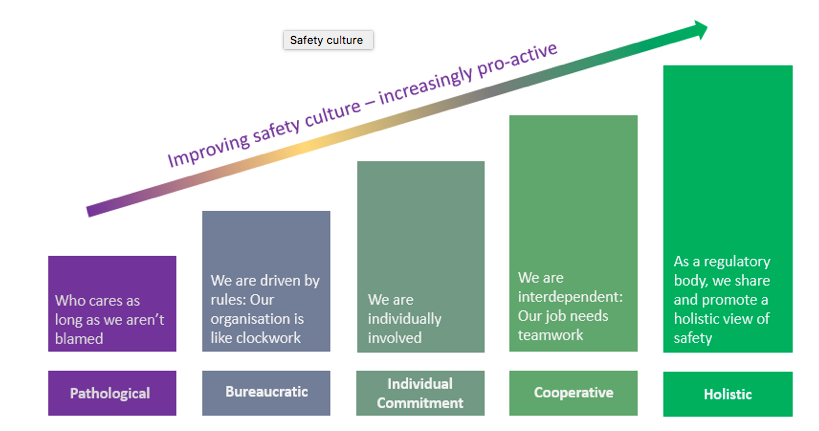 Safety culture
Improving safety culture – increasingly pro-active
Who cares as
long as we aren’t
blamed
We are driven by
rules: Our
organisation is
like clockwork
We are
individually
involved
We are
interdependent:
Our job needs
teamwork
As a regulatory
body, we share
and promote a
holistic view of
safety
Pathological
Bureaucratic
Individual
Commitment
Cooperative
Holistic